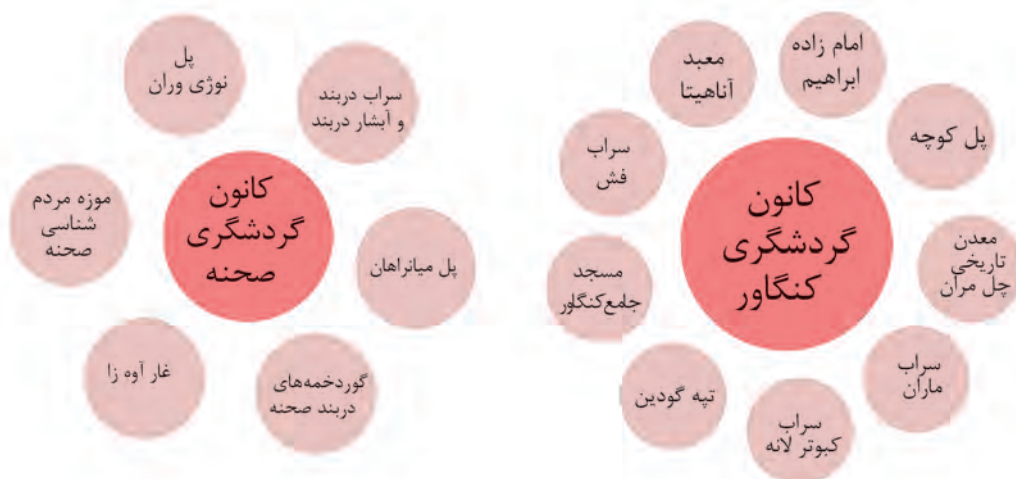 کانون
گردشگری
کنگاور
امام زاده
ابراهیم
پل کوچه
معدن
تاریخی
چل مران
سراب
ماران
سراب
کبوتر لانه
تپه گودین
مسجد
جامع کنگاور
سراب
فش
معبد
آناهیتا
کانون
گردشگری
صحنه
پل
نوژی وران
سراب دربند
و آبشار دربند
پل میانراهان
گوردخمه‌های
دربند صحنه
غار آوه زا
موزه مردم
شناسی
صحنه